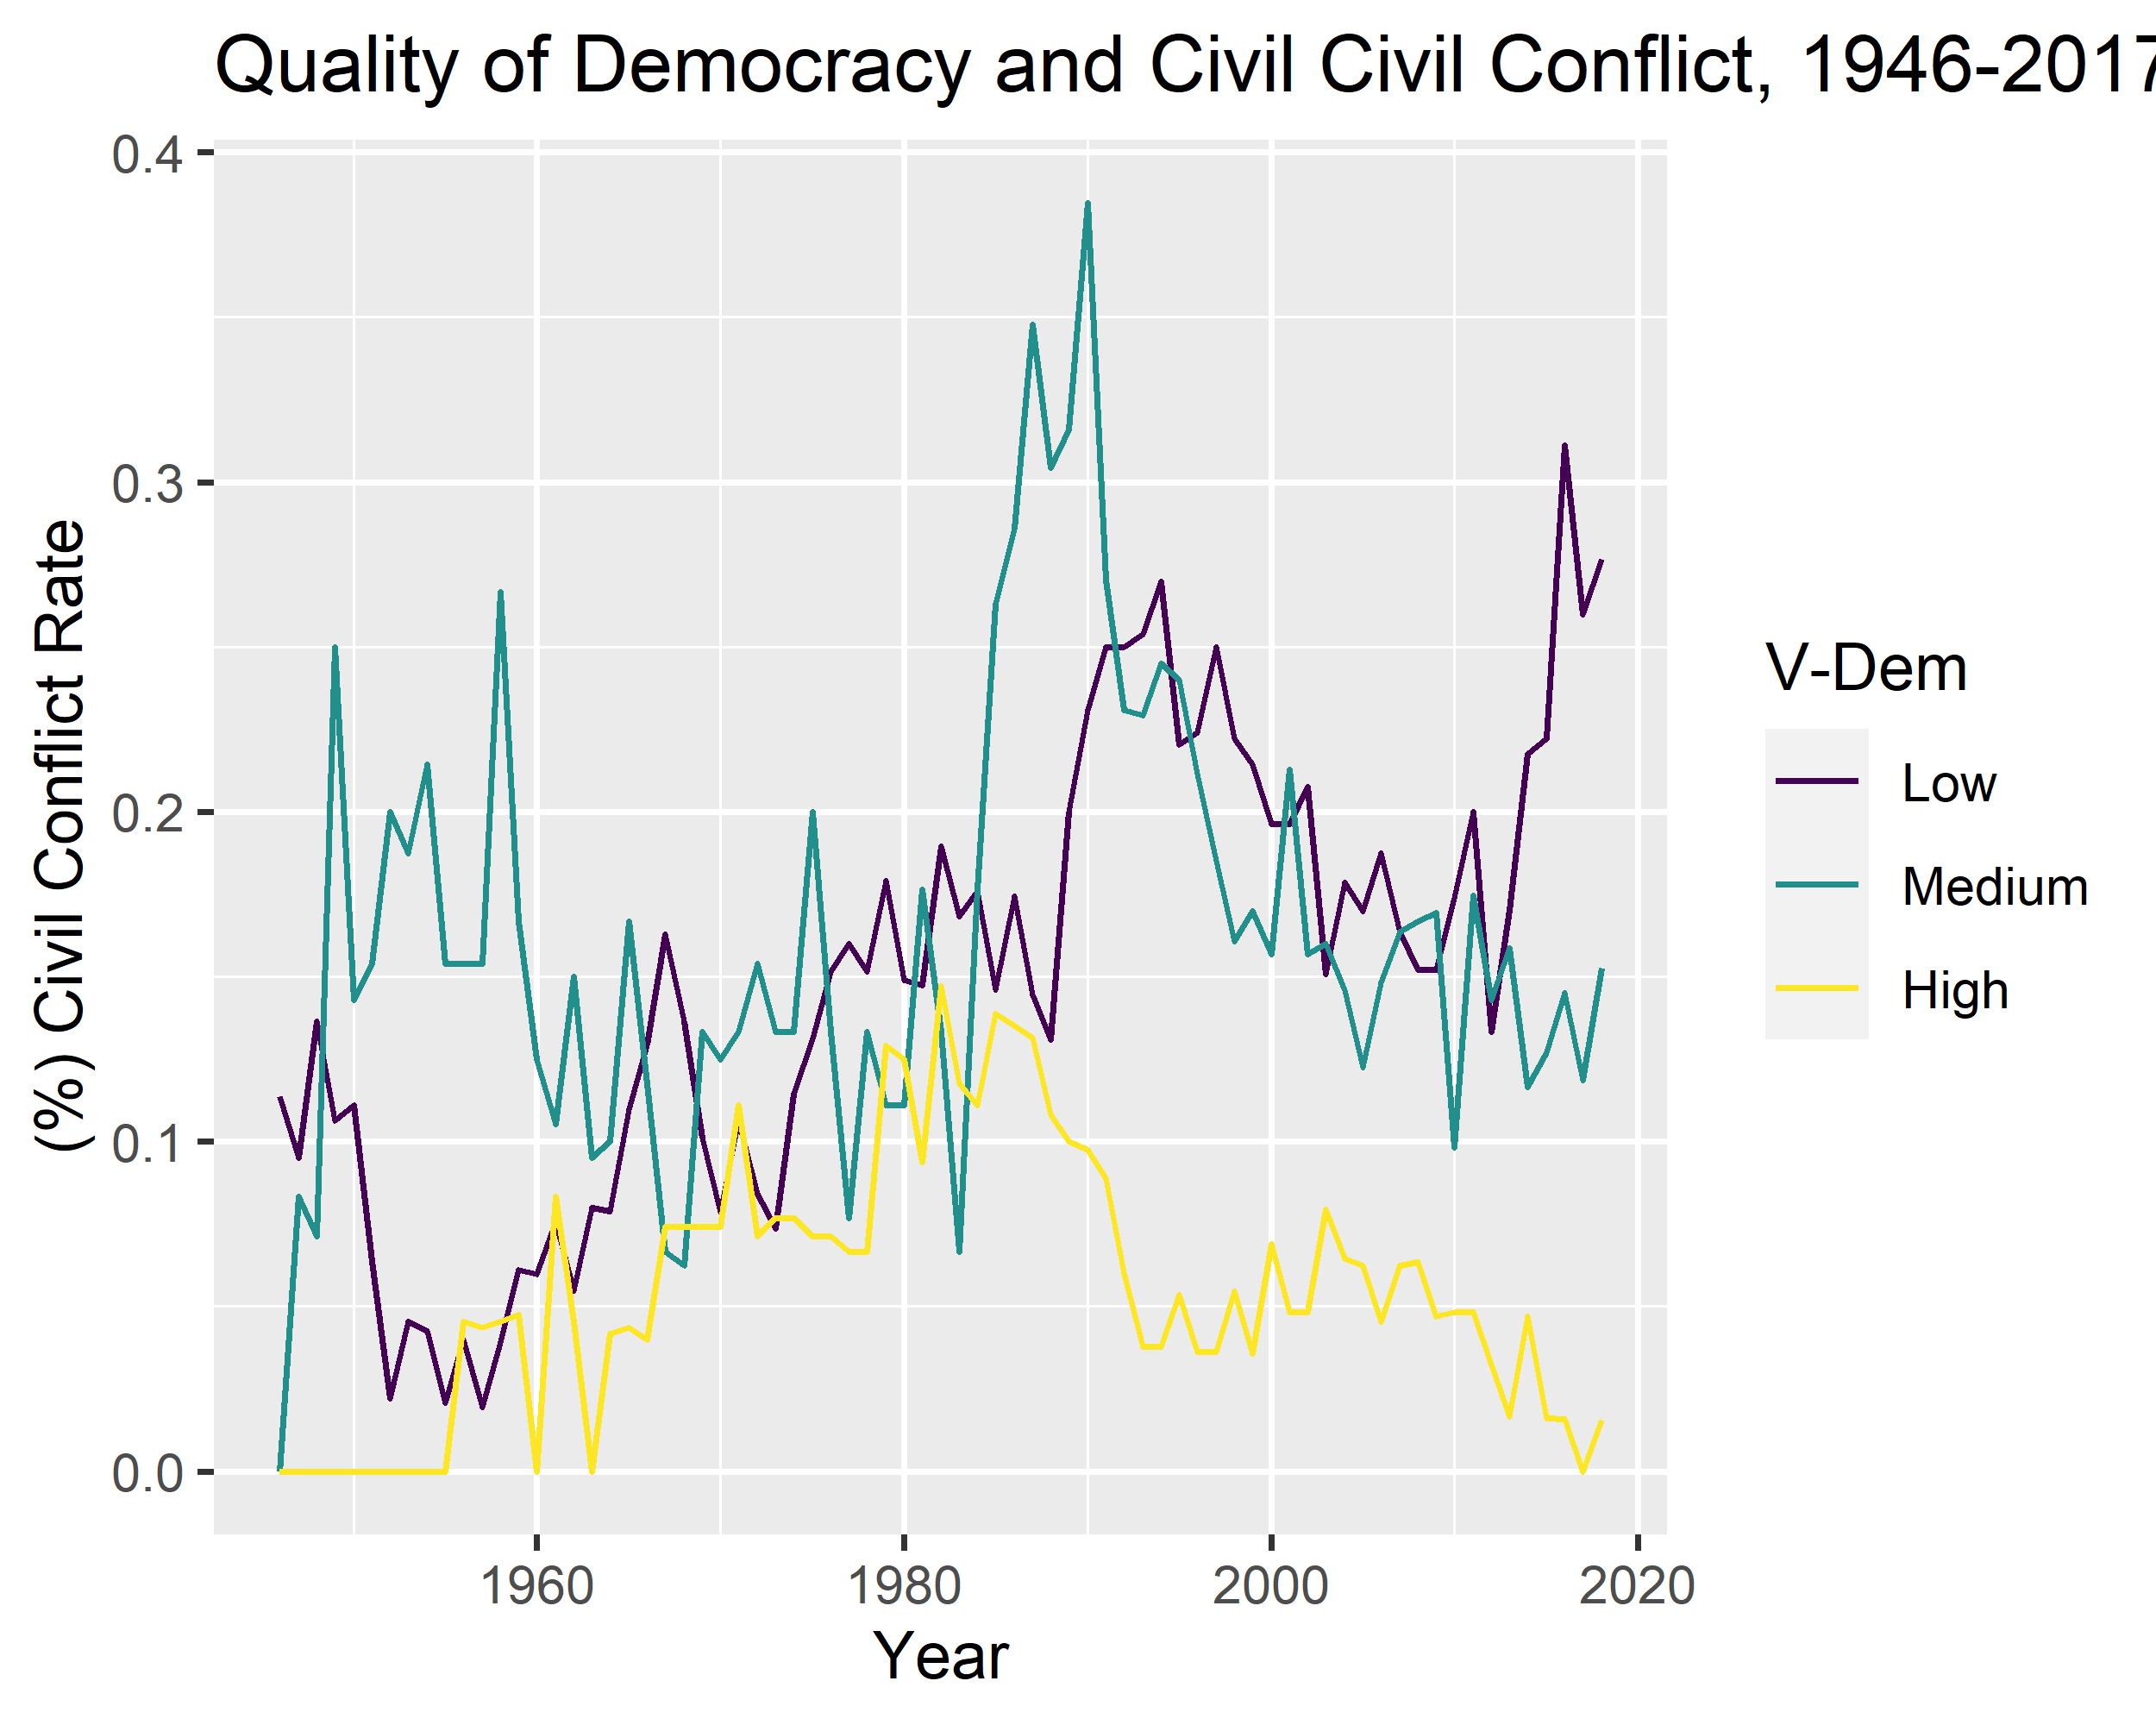 Quality of Democracy and Civil Civil Conflict, 1946-2017
0.4
0.3
0.2
0.1
0.0
(%) Civil Conflict Rate
1960
1980
2000
2020
Year
V-Dem
Low
Medium
High